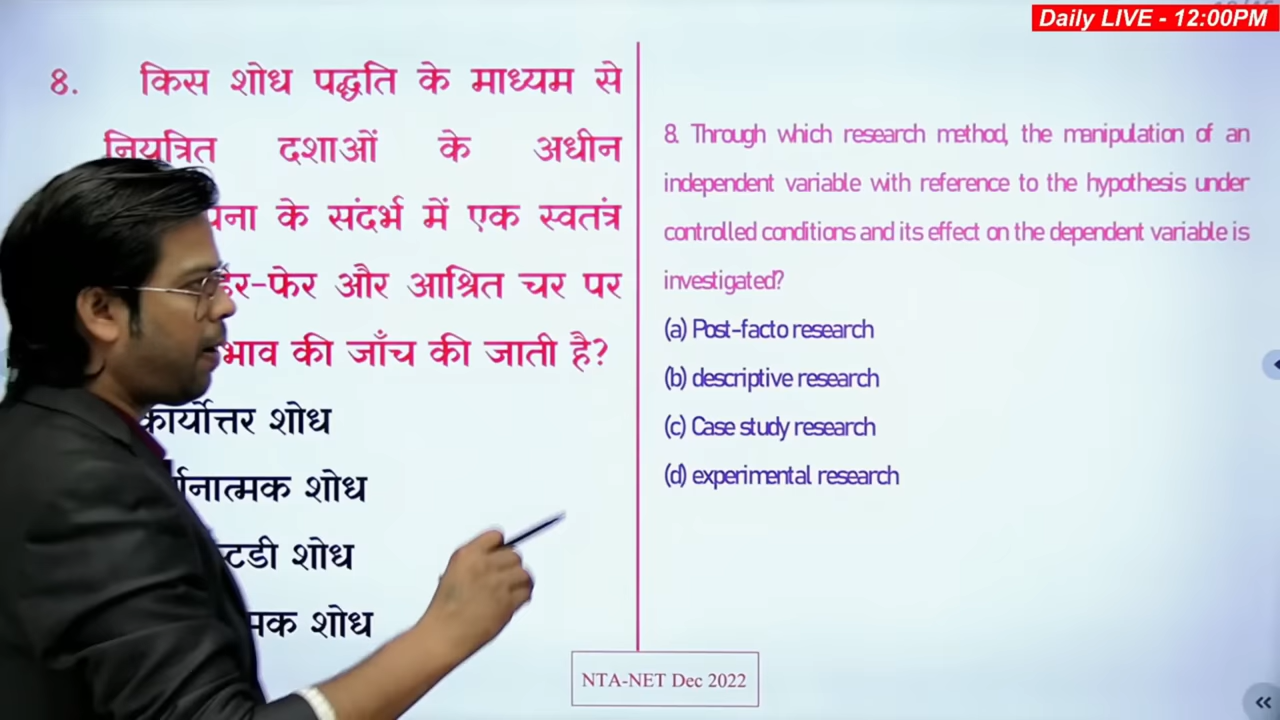 Daily LIVE - 12:00PM
8. किस शोध पद्धति के माध्यम से
नियंत्रित दशाओं के अधीन
के संदर्भ में एक स्वतंत्र
हेर-फेर और आश्रित चर पर
की जाँच की जाती है?
कार्योत्तर शोध
शोध
शोध
शोध
8. Through which research method, the manipulation of an
independent variable with reference to the hypothesis under
controlled conditions and its effect on the dependent variable is
investigated?
(a) Post-facto research
(b) descriptive research
(c) Case study research
(d) experimental research
NTA-NET Dec 2022